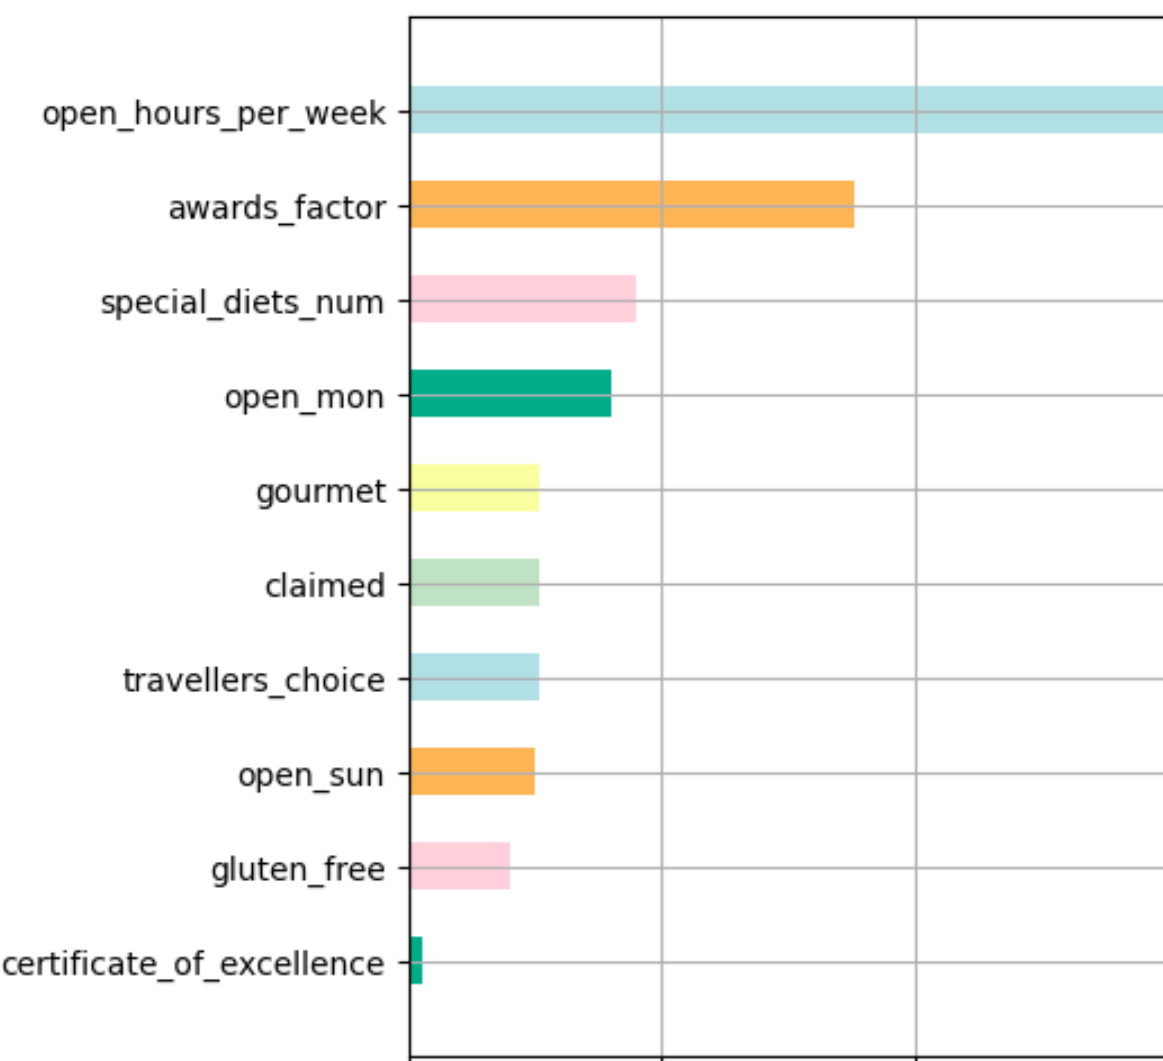 open_hours_per_week
awards_factor
special_diets_num
open_mon
gourmet
claimed
travellers_choice
open_sun
gluten_free
certificate_of_excellence